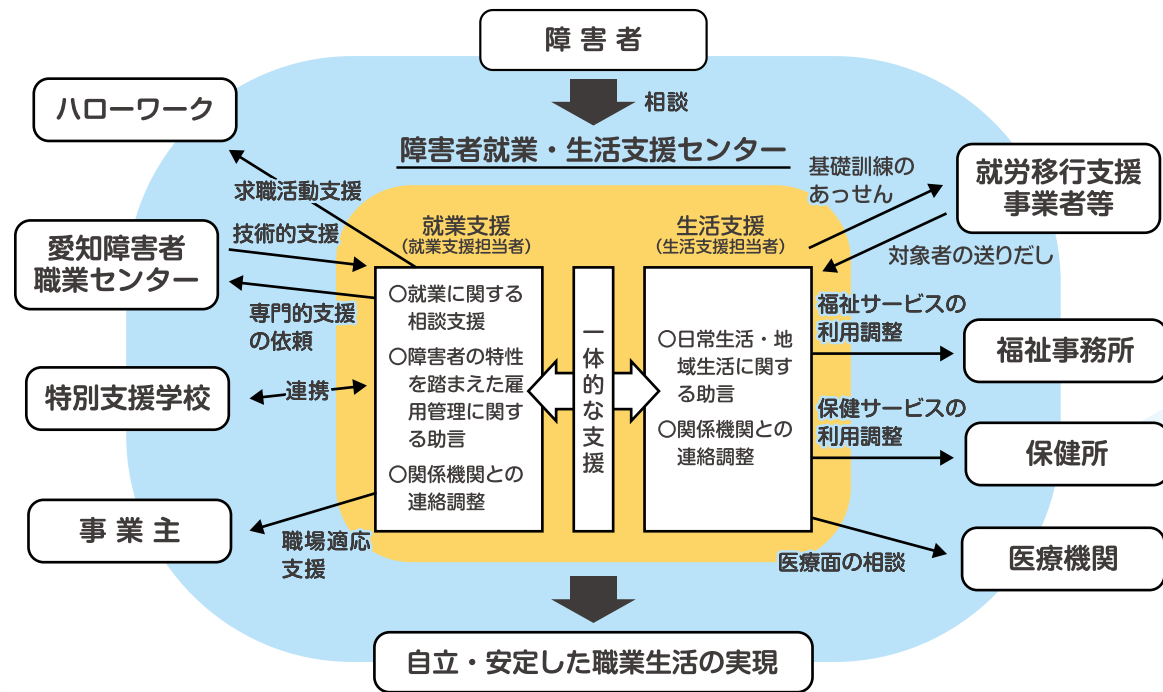 障害者
相談
障害者就業・生活支援センター
ハローワーク
求職活動支援
愛知障害者
職業センター
技術的支援
専門的支援
の依頼
特別支援学校
連携
事業主
職場適応
支援
就業支援
（就業支援担当者）
○就業に関する
相談支援
○障害者の特性
を踏まえた雇
用管理に関す
る助言
○関係機関との
連絡調整
一体的な支援
生活支援
（生活支援担当者）
○日常生活・地
域生活に関す
る助言
○関係機関との
連絡調整
基礎訓練の
あっせん
就労移行支援
事業者等
対象者の送りだし
福祉サービスの
利用調整
福祉事務所
保健サービスの
利用調整
保健所
医療面の相談
医療機関
自立・安定した職業生活の実現